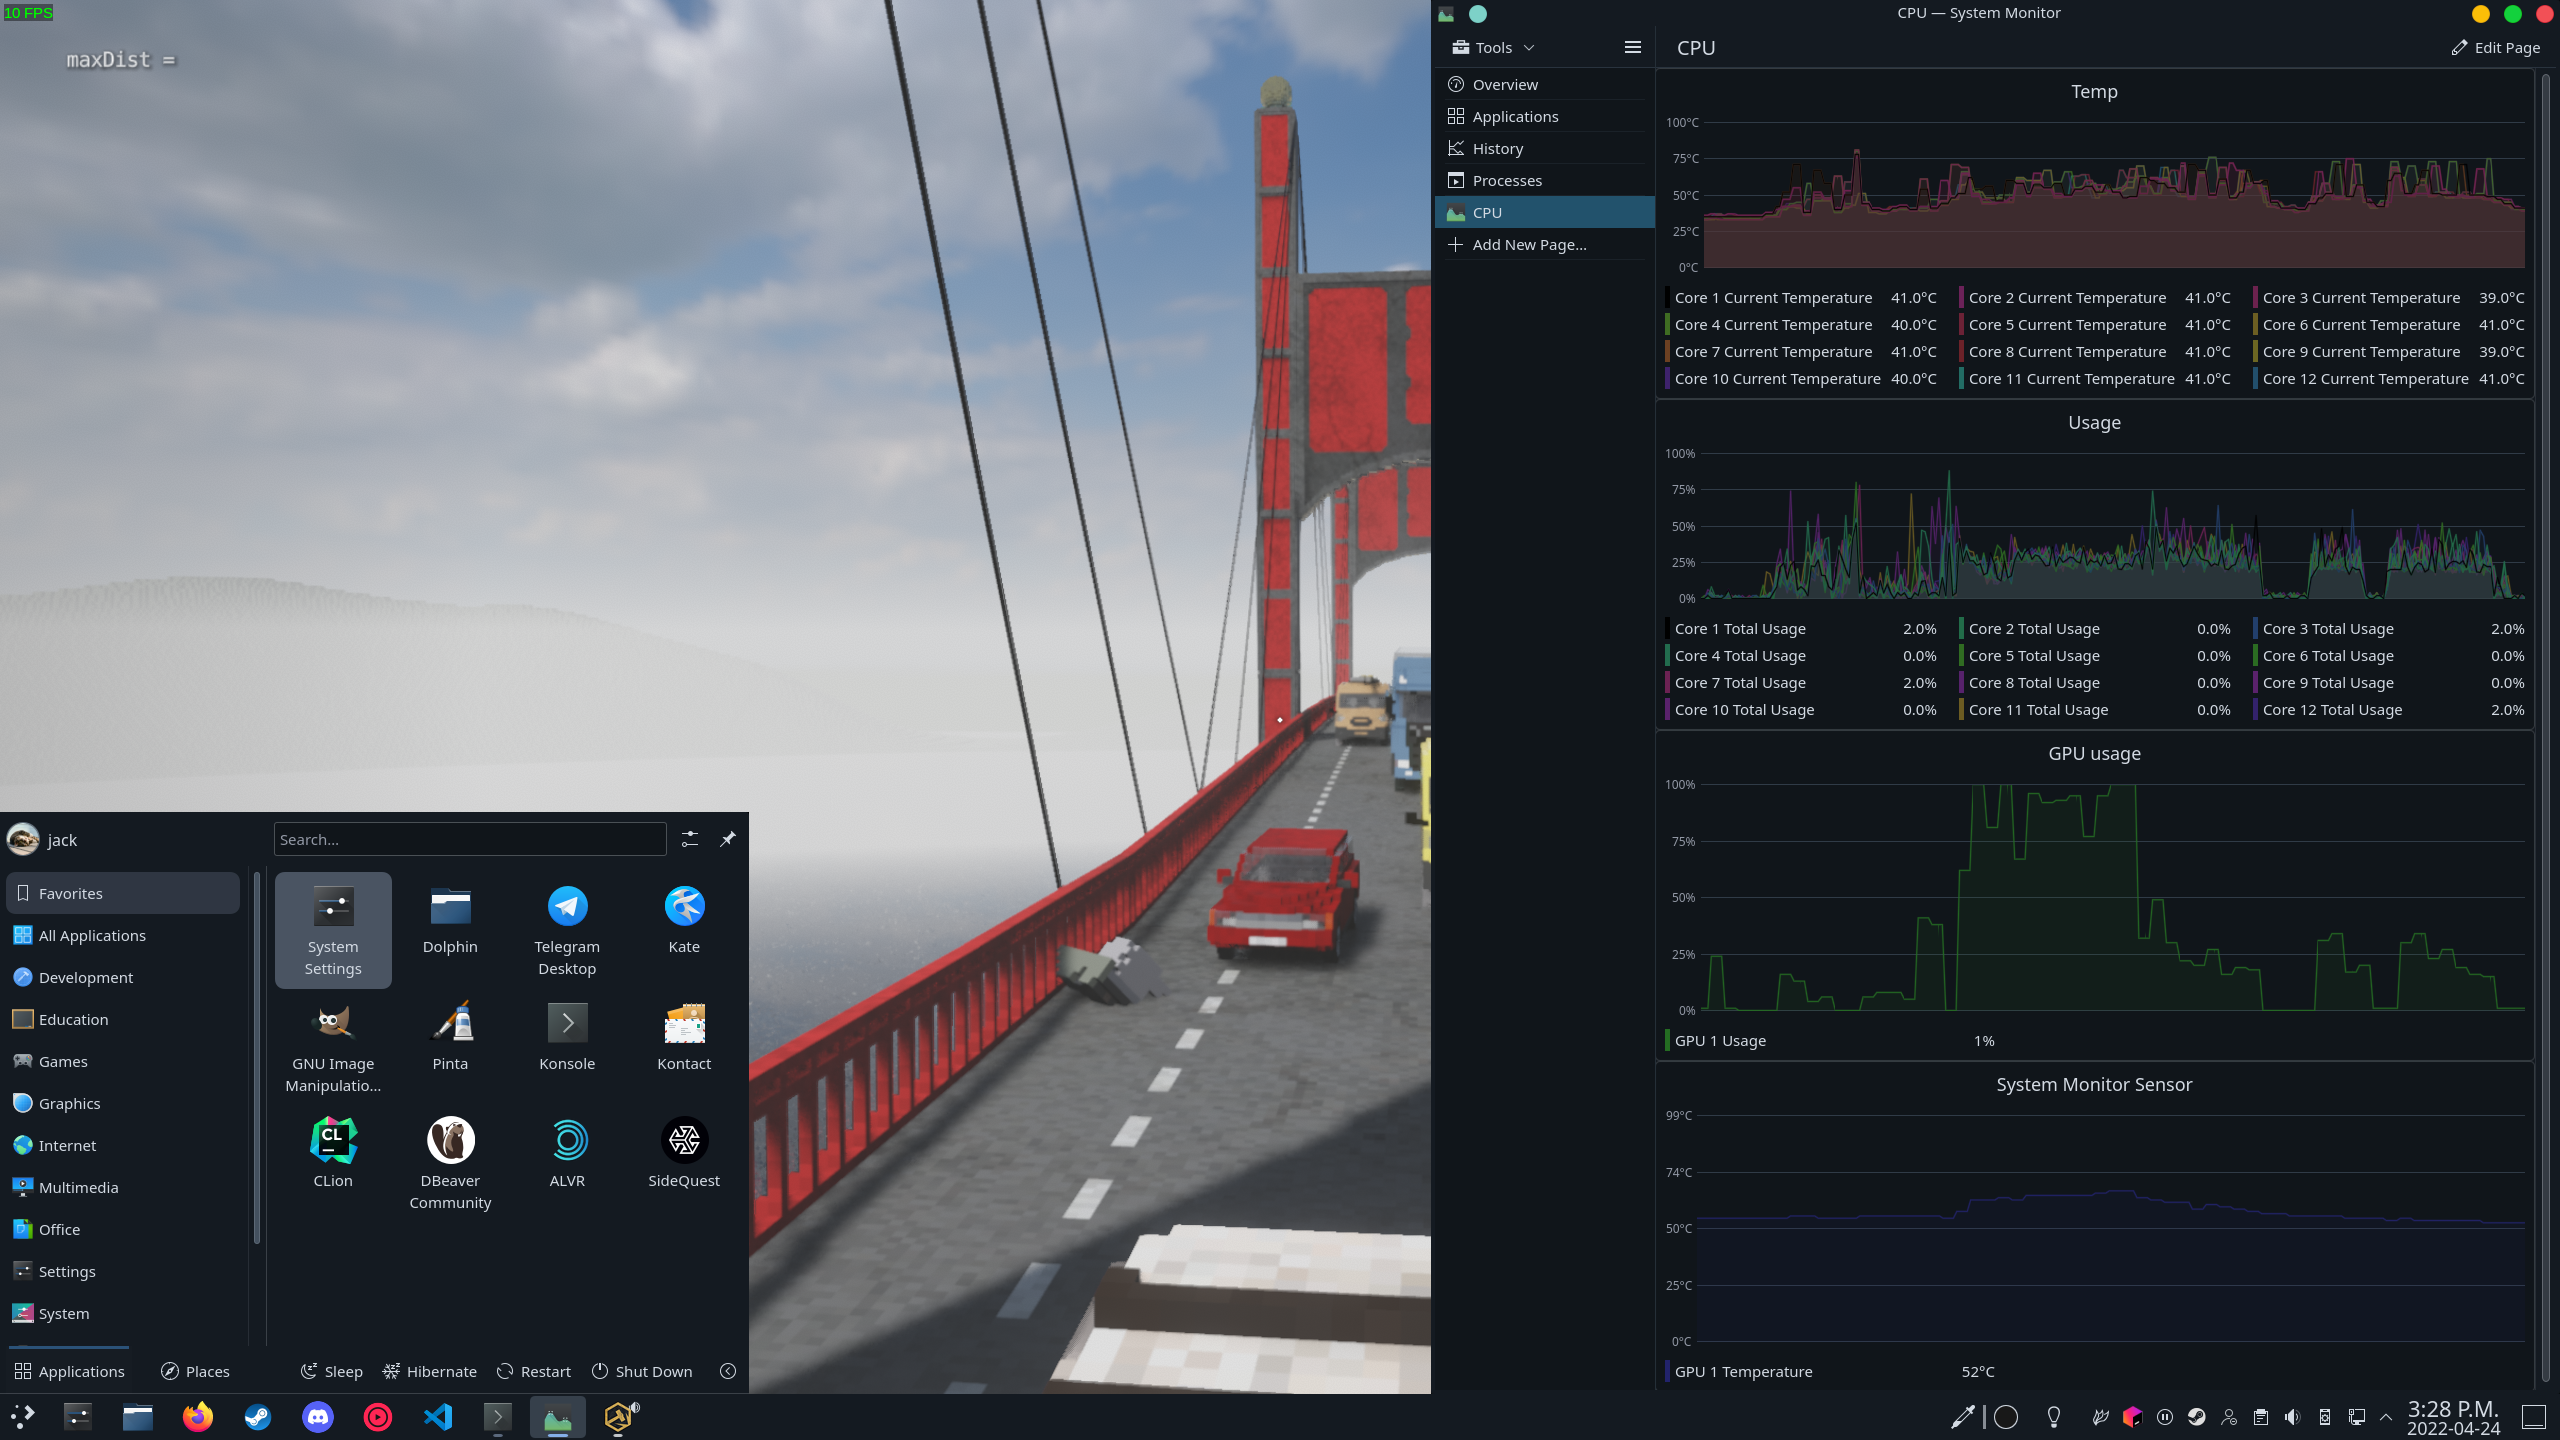 10 FPS
maxDist =
CPU — System Monitor
Tools
CPU
Edit Page
Overview
Applications
History
Processes
CPU
Add New Page...
Temp
100°C
75°C
50°C
25°C
0°C
Core 1 Current Temperature 41.0°C Core 2 Current Temperature 41.0°C Core 3 Current Temperature 39.0°C
Core 4 Current Temperature 40.0°C Core 5 Current Temperature 41.0°C Core 6 Current Temperature 41.0°C
Core 7 Current Temperature 41.0°C Core 8 Current Temperature 41.0°C Core 9 Current Temperature 39.0°C
Core 10 Current Temperature 40.0°C Core 11 Current Temperature 41.0°C Core 12 Current Temperature 41.0°C
Usage
100%
75%
50%
25%
0%
Core 1 Total Usage 2.0% Core 2 Total Usage 0.0% Core 3 Total Usage 2.0%
Core 4 Total Usage 0.0% Core 5 Total Usage 0.0% Core 6 Total Usage 0.0%
Core 7 Total Usage 2.0% Core 8 Total Usage 0.0% Core 9 Total Usage 0.0%
Core 10 Total Usage 0.0% Core 11 Total Usage 0.0% Core 12 Total Usage 2.0%
GPU usage
100%
75%
50%
25%
0%
GPU 1 Usage 1%
System Monitor Sensor
99°C
74°C
50°C
25°C
0°C
GPU 1 Temperature 52°C
jack
Search...
Favorites
All Applications
Development
Education
Games
Graphics
Internet
Multimedia
Office
Settings
System
System
Settings
Dolphin
Telegram
Desktop
Kate
GNU Image
Manipulatio...
Pinta
Konsole
Kontact
CL
CLion
DBeaver
Community
ALVR
SideQuest
Applications
Places
Sleep
Hibernate
Restart
Shut Down
3:28 P.M.
2022-04-24